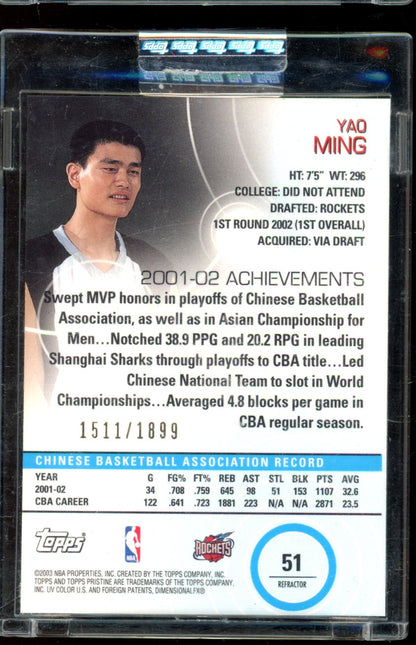 Topps Topps Topps
YAO
MING
HT: 7'5" WT: 296
COLLEGE: DID NOT ATTEND
DRAFTED: ROCKETS
1ST ROUND 2002 (1ST OVERALL)
ACQUIRED: VIA DRAFT
2001-02 ACHIEVEMENTS
Swept MVP honors in playoffs of Chinese Basketball
Association, as well as in Asian Championship for
Men...Notched 38.9 PPG and 20.2 RPG in leading
Shanghai Sharks through playoffs to CBA title...Led
Chinese National Team to slot in World
Championships...Averaged 4.8 blocks per game in
CBA regular season.
1511/1899
CHINESE BASKETBALL ASSOCIATION RECORD
YEAR G FG% FT% REB AST STL BLK PTS AVG
2001-02 34 .708 .759 645 98 51 153 1107 32.6
CBA CAREER 122 .641 .723 1881 223 N/A N/A 2871 23.5
Topps NBA ROCKETS 51
REFRACTOR
©2003 NBA PROPERTIES, INC. CREATED BY THE TOPPS COMPANY, INC.
TOPPS AND TOPPS PRISTINE ARE TRADEMARKS OF THE TOPPS COMPANY,
INC. UV COLOR U.S. AND FOREIGN PATENTS, DIMENSIONALFX®